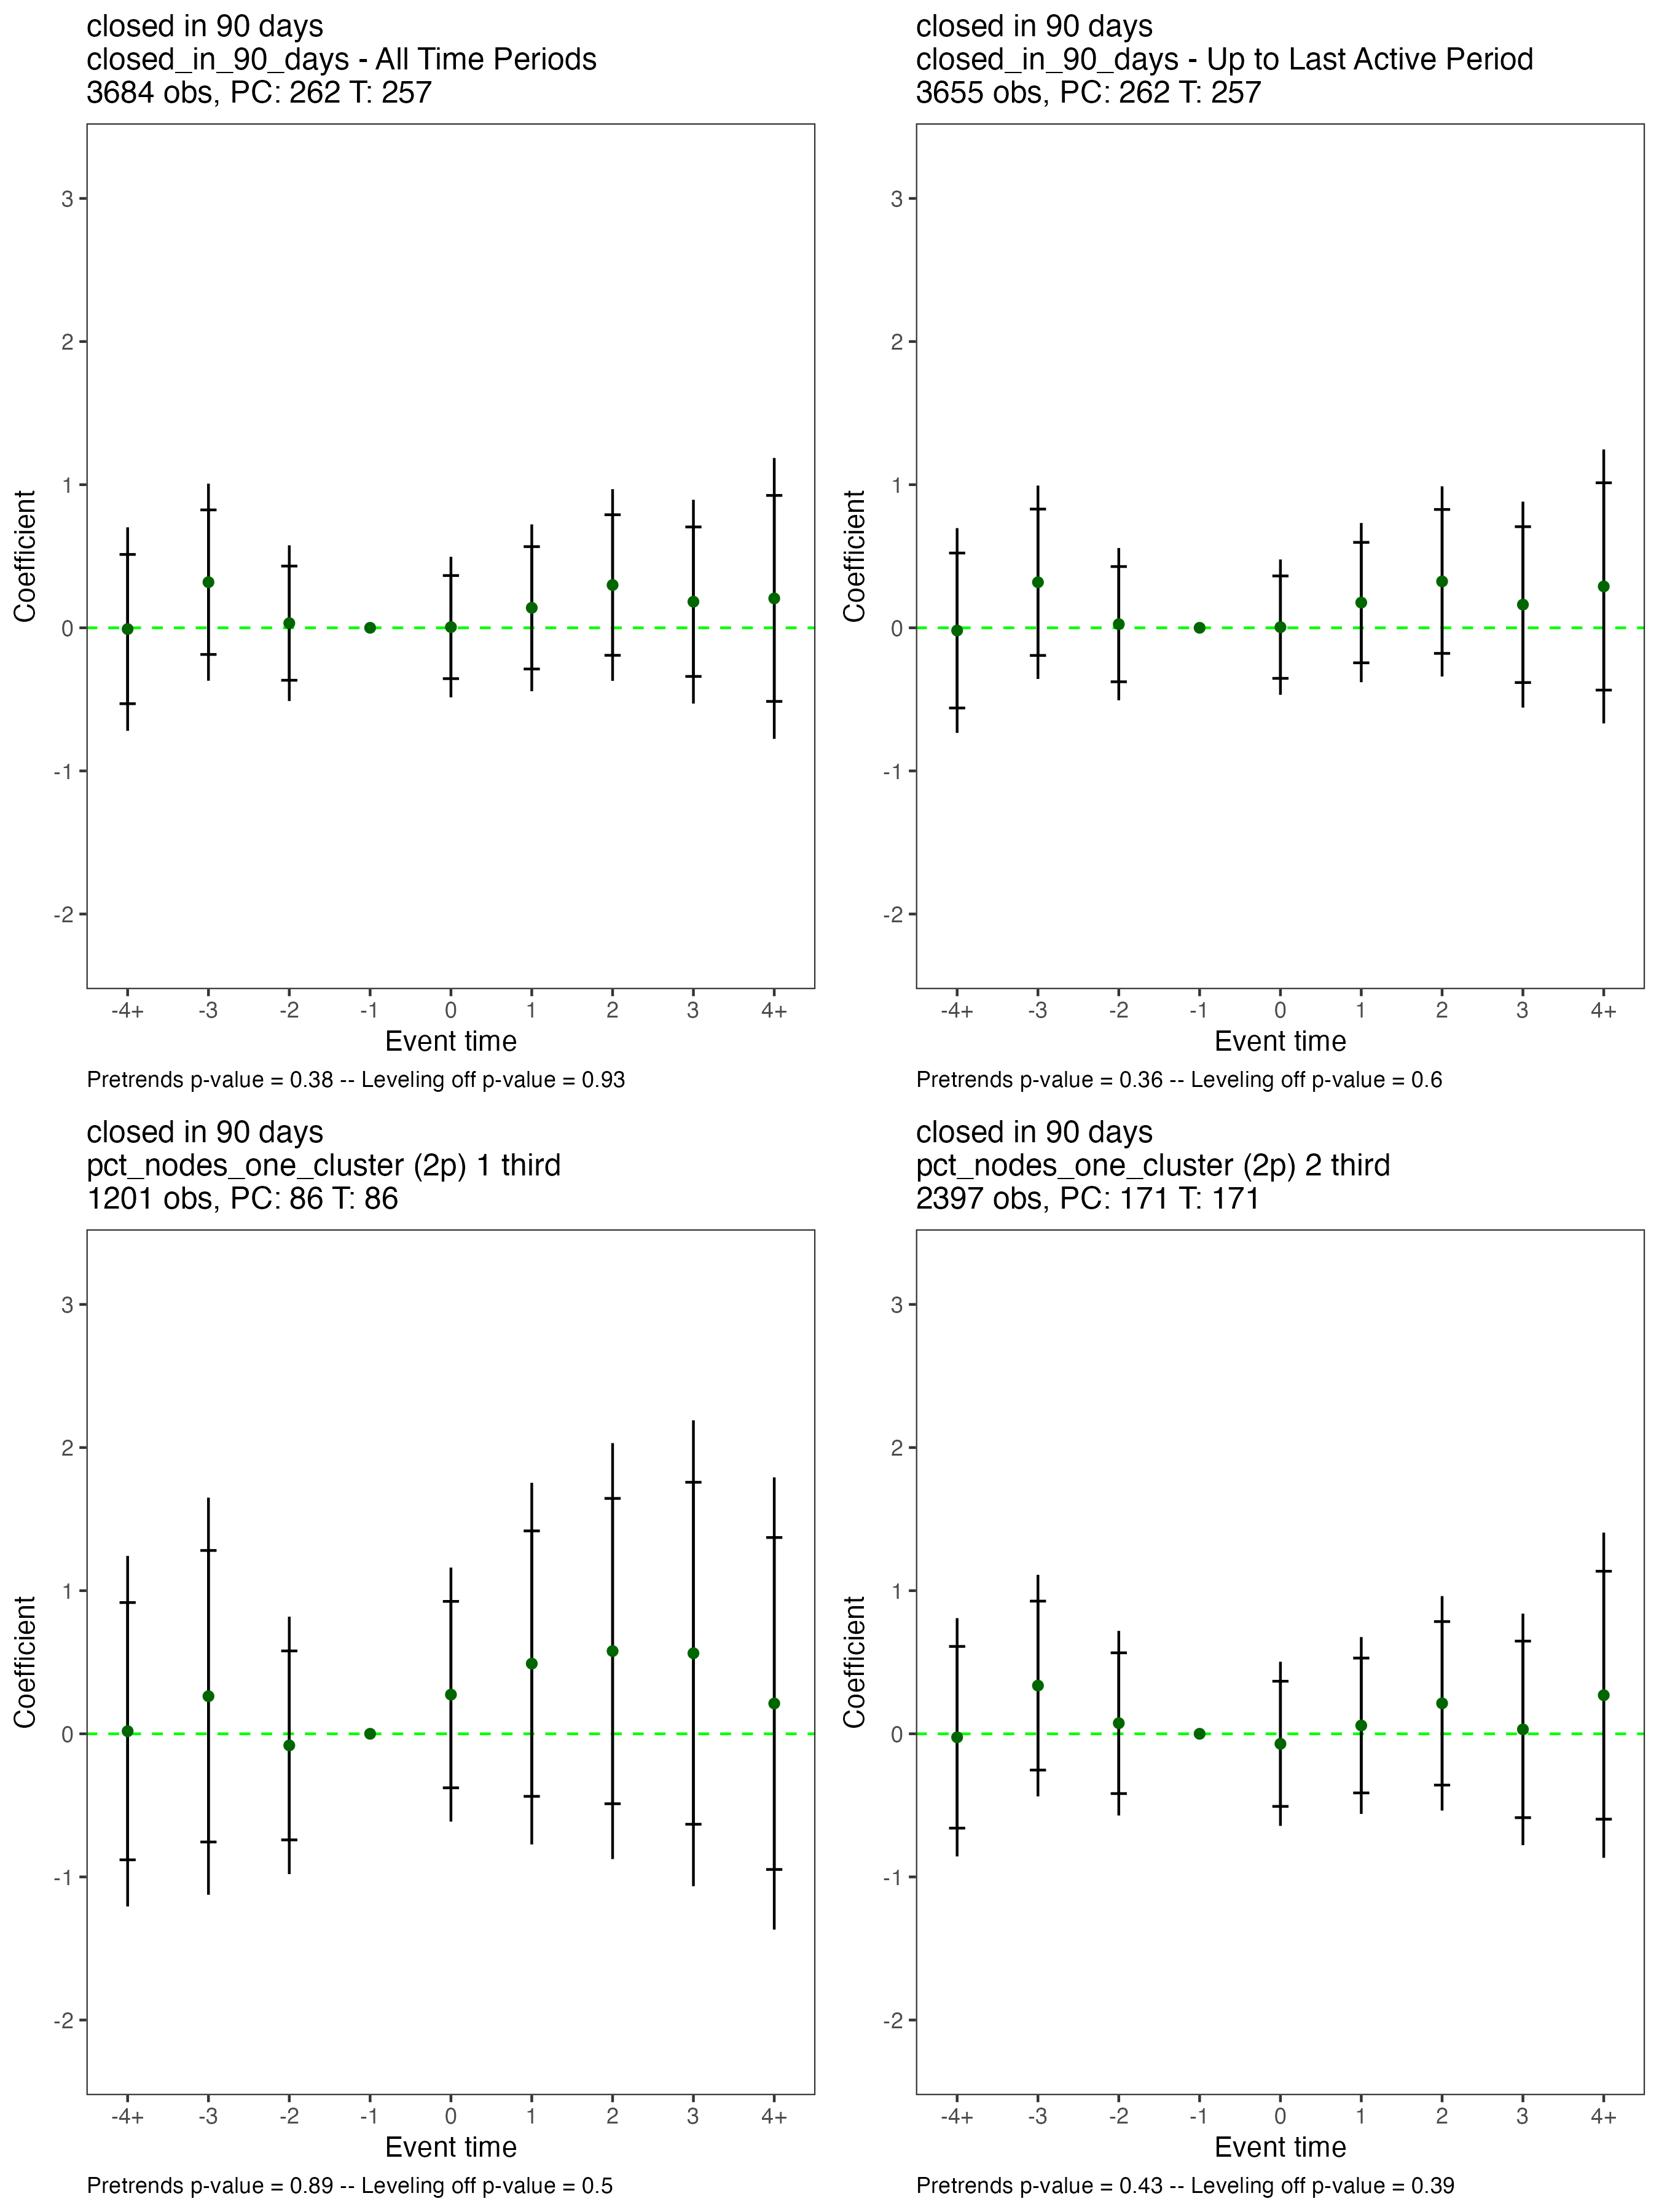 closed in 90 days
closed_in_90_days - All Time Periods
3684 obs, PC: 262 T: 257
3
2
1
0
-1
-2
Coefficient
-4+ -3 -2 -1 0 1 2 3 4+
Event time
Pretrends p-value = 0.38 -- Leveling off p-value = 0.93
closed in 90 days
closed_in_90_days - Up to Last Active Period
3655 obs, PC: 262 T: 257
3
2
1
0
-1
-2
Coefficient
-4+ -3 -2 -1 0 1 2 3 4+
Event time
Pretrends p-value = 0.36 -- Leveling off p-value = 0.6
closed in 90 days
pct_nodes_one_cluster (2p) 1 third
1201 obs, PC: 86 T: 86
3
2
1
0
-1
-2
Coefficient
-4+ -3 -2 -1 0 1 2 3 4+
Event time
Pretrends p-value = 0.89 -- Leveling off p-value = 0.5
closed in 90 days
pct_nodes_one_cluster (2p) 2 third
2397 obs, PC: 171 T: 171
3
2
1
0
-1
-2
Coefficient
-4+ -3 -2 -1 0 1 2 3 4+
Event time
Pretrends p-value = 0.43 -- Leveling off p-value = 0.39